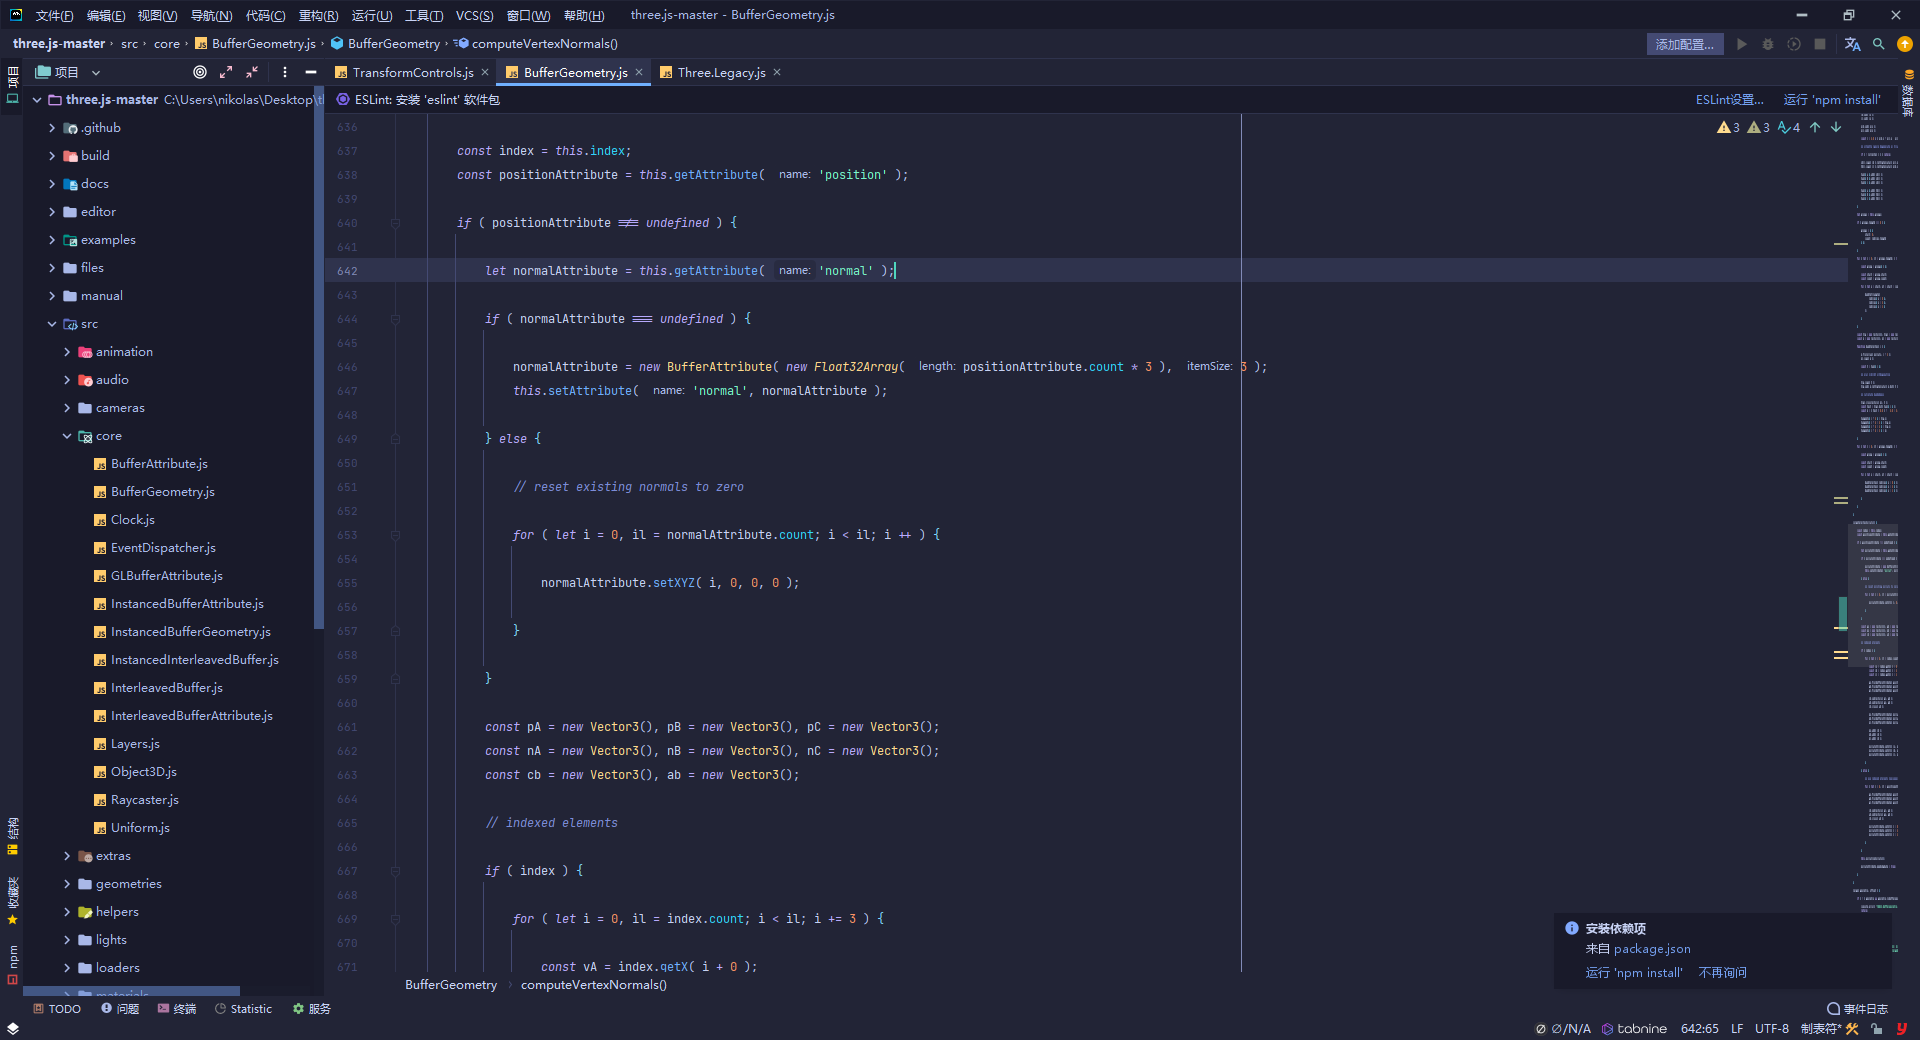 文件(F) 编辑(E) 视图(V) 导航(N) 代码(C) 重构(R) 运行(U) 工具(T) VCS(S) 窗口(W) 帮助(H) three.js-master - BufferGeometry.js
three.js-master › src › core › BufferGeometry.js › BufferGeometry › computeVertexNormals() 添加配置...
项目
项目
TransformControls.js × BufferGeometry.js × Three.Legacy.js ×
数据库
three.js-master C:\Users\nikolas\Desktop\
ESLint: 安装 'eslint' 软件包 ESLint设置... 运行 'npm install'
3 3 4
.github
build
docs
editor
examples
files
manual
src
animation
audio
cameras
core
BufferAttribute.js
BufferGeometry.js
Clock.js
EventDispatcher.js
GLBufferAttribute.js
InstancedBufferAttribute.js
InstancedBufferGeometry.js
InstancedInterleavedBuffer.js
InterleavedBuffer.js
InterleavedBufferAttribute.js
Layers.js
Object3D.js
Raycaster.js
Uniform.js
extras
geometries
helpers
lights
loaders
materials
结构
收藏夹
npm
636
637 const index = this.index;
638 const positionAttribute = this.getAttribute( name: 'position' );
639
640 if ( positionAttribute !== undefined ) {
641
642 let normalAttribute = this.getAttribute( name: 'normal' );
643
644 if ( normalAttribute === undefined ) {
645
646 normalAttribute = new BufferAttribute( new Float32Array( length: positionAttribute.count * 3 ), itemSize: 3 );
647 this.setAttribute( name: 'normal', normalAttribute );
648
649 } else {
650
651 // reset existing normals to zero
652
653 for ( let i = 0, il = normalAttribute.count; i < il; i ++ ) {
654
655 normalAttribute.setXYZ( i, 0, 0, 0 );
656
657 }
658
659 }
660
661 const pA = new Vector3(), pB = new Vector3(), pC = new Vector3();
662 const nA = new Vector3(), nB = new Vector3(), nC = new Vector3();
663 const cb = new Vector3(), ab = new Vector3();
664
665 // indexed elements
666
667 if ( index ) {
668
669 for ( let i = 0, il = index.count; i < il; i += 3 ) {
670
671 const vA = index.getX( i + 0 );
BufferGeometry › computeVertexNormals()
安装依赖项
来自 package.json
运行 'npm install' 不再询问
TODO 问题 终端 Statistic 服务 事件日志
Ø/N/A tabnine 642:65 LF UTF-8 制表符*